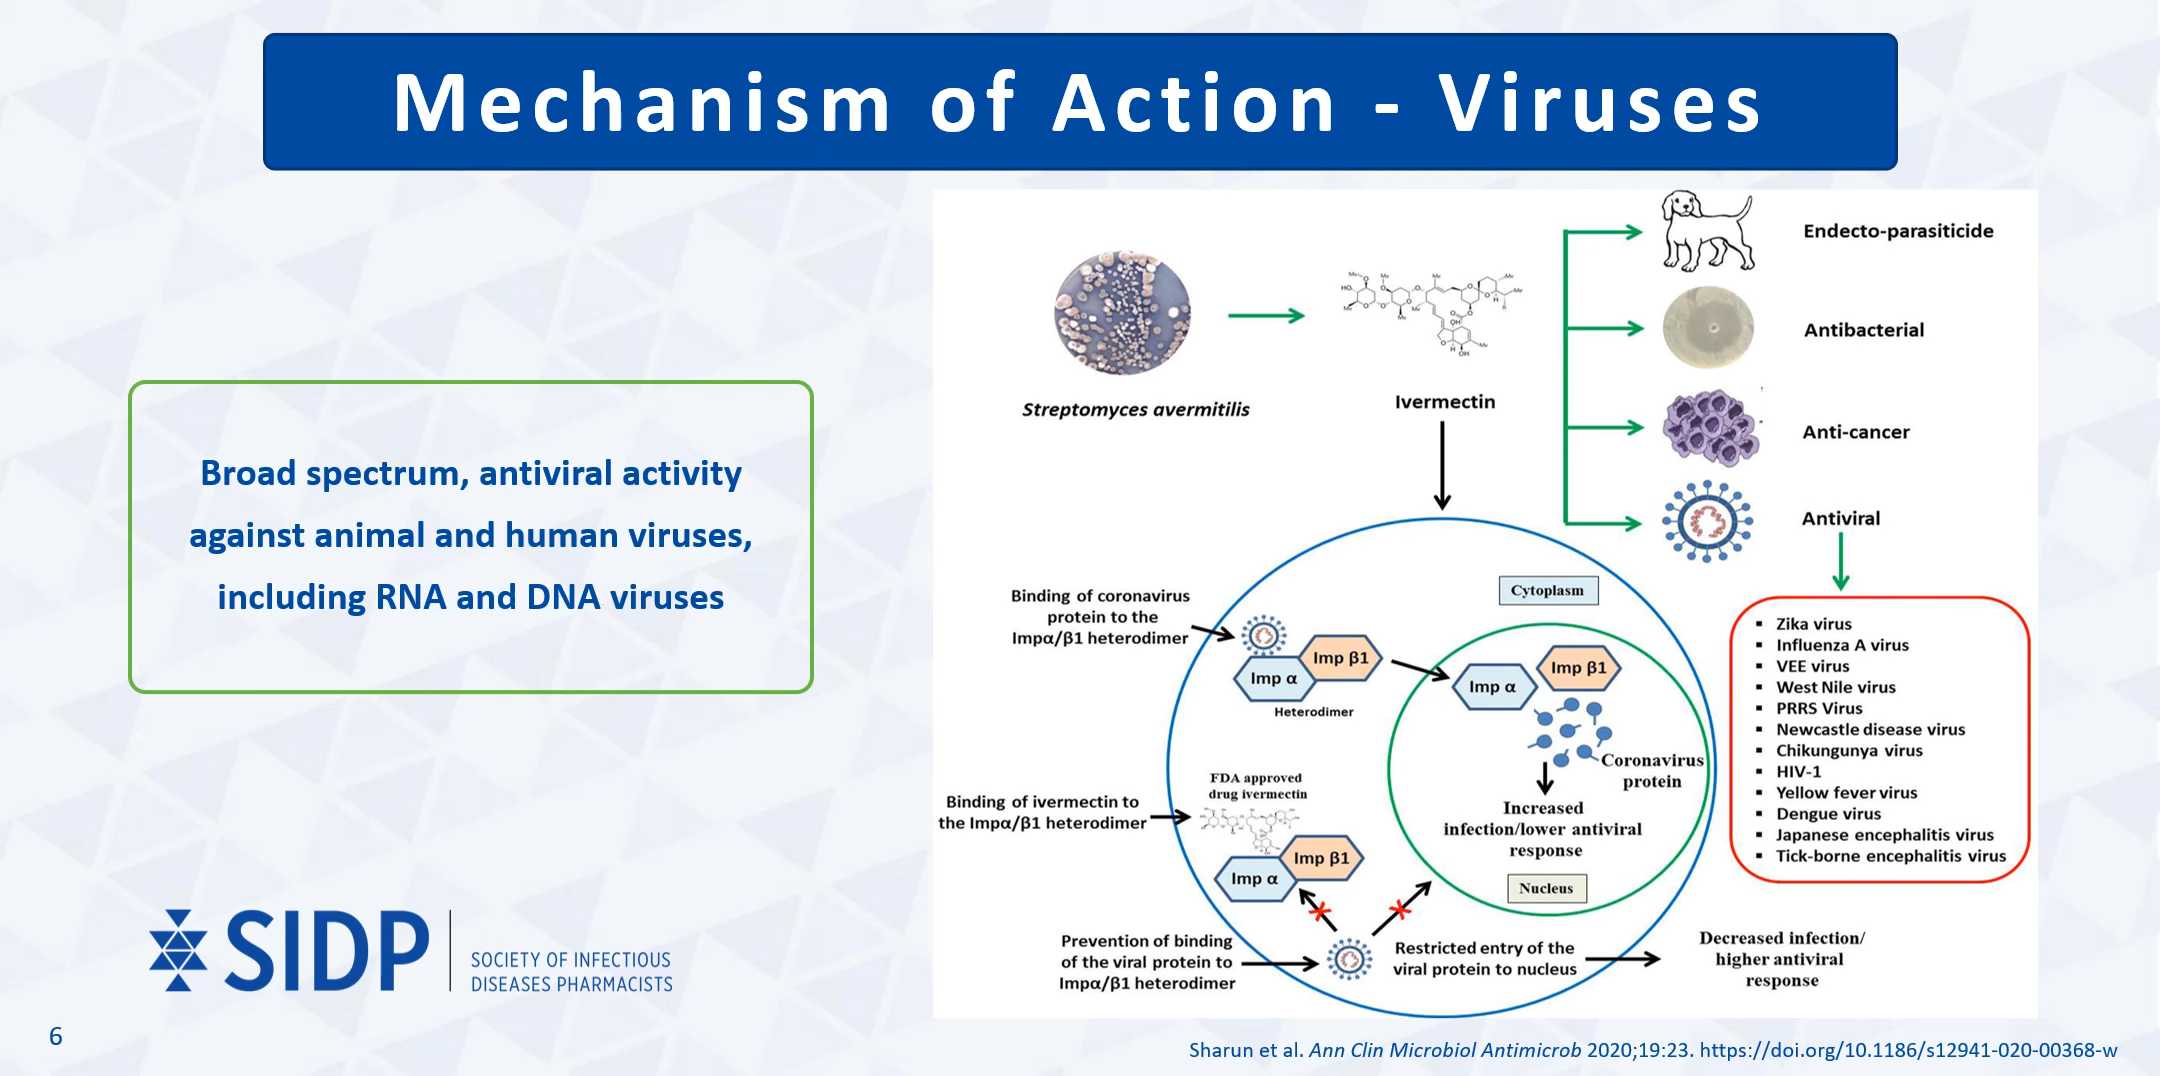 Mechanism of Action - Viruses
Broad spectrum, antiviral activity
against animal and human viruses,
including RNA and DNA viruses
Streptomyces avermitilis
Ivermectin
Endecto-parasiticide
Antibacterial
Anti-cancer
Antiviral
Zika virus
Influenza A virus
VEE virus
West Nile virus
PRRS Virus
Newcastle disease virus
Chikungunya virus
HIV-1
Yellow fever virus
Dengue virus
Japanese encephalitis virus
Tick-borne encephalitis virus
Cytoplasm
Binding of coronavirus
protein to the
Impα/β1 heterodimer
Imp β1
Imp α
Heterodimer
Imp β1
Imp α
Coronavirus
protein
Increased
infection/lower antiviral
response
Nucleus
FDA approved
drug ivermectin
Binding of ivermectin to
the Impα/β1 heterodimer
Imp β1
Imp α
Prevention of binding
of the viral protein to
Impα/β1 heterodimer
Restricted entry of the
viral protein to nucleus
Decreased infection/
higher antiviral
response
SIDP
SOCIETY OF INFECTIOUS
DISEASES PHARMACISTS
6
Sharun et al. Ann Clin Microbiol Antimicrob 2020;19:23. https://doi.org/10.1186/s12941-020-00368-w